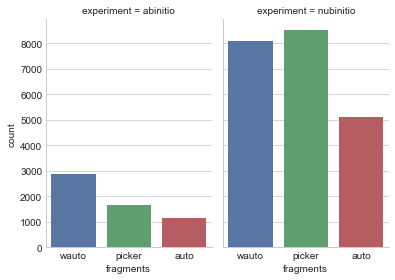 experiment = abinitio
experiment = nubinitio
8000
7000
6000
5000
4000
3000
2000
1000
0
count
wauto picker auto
fragments
wauto picker auto
fragments